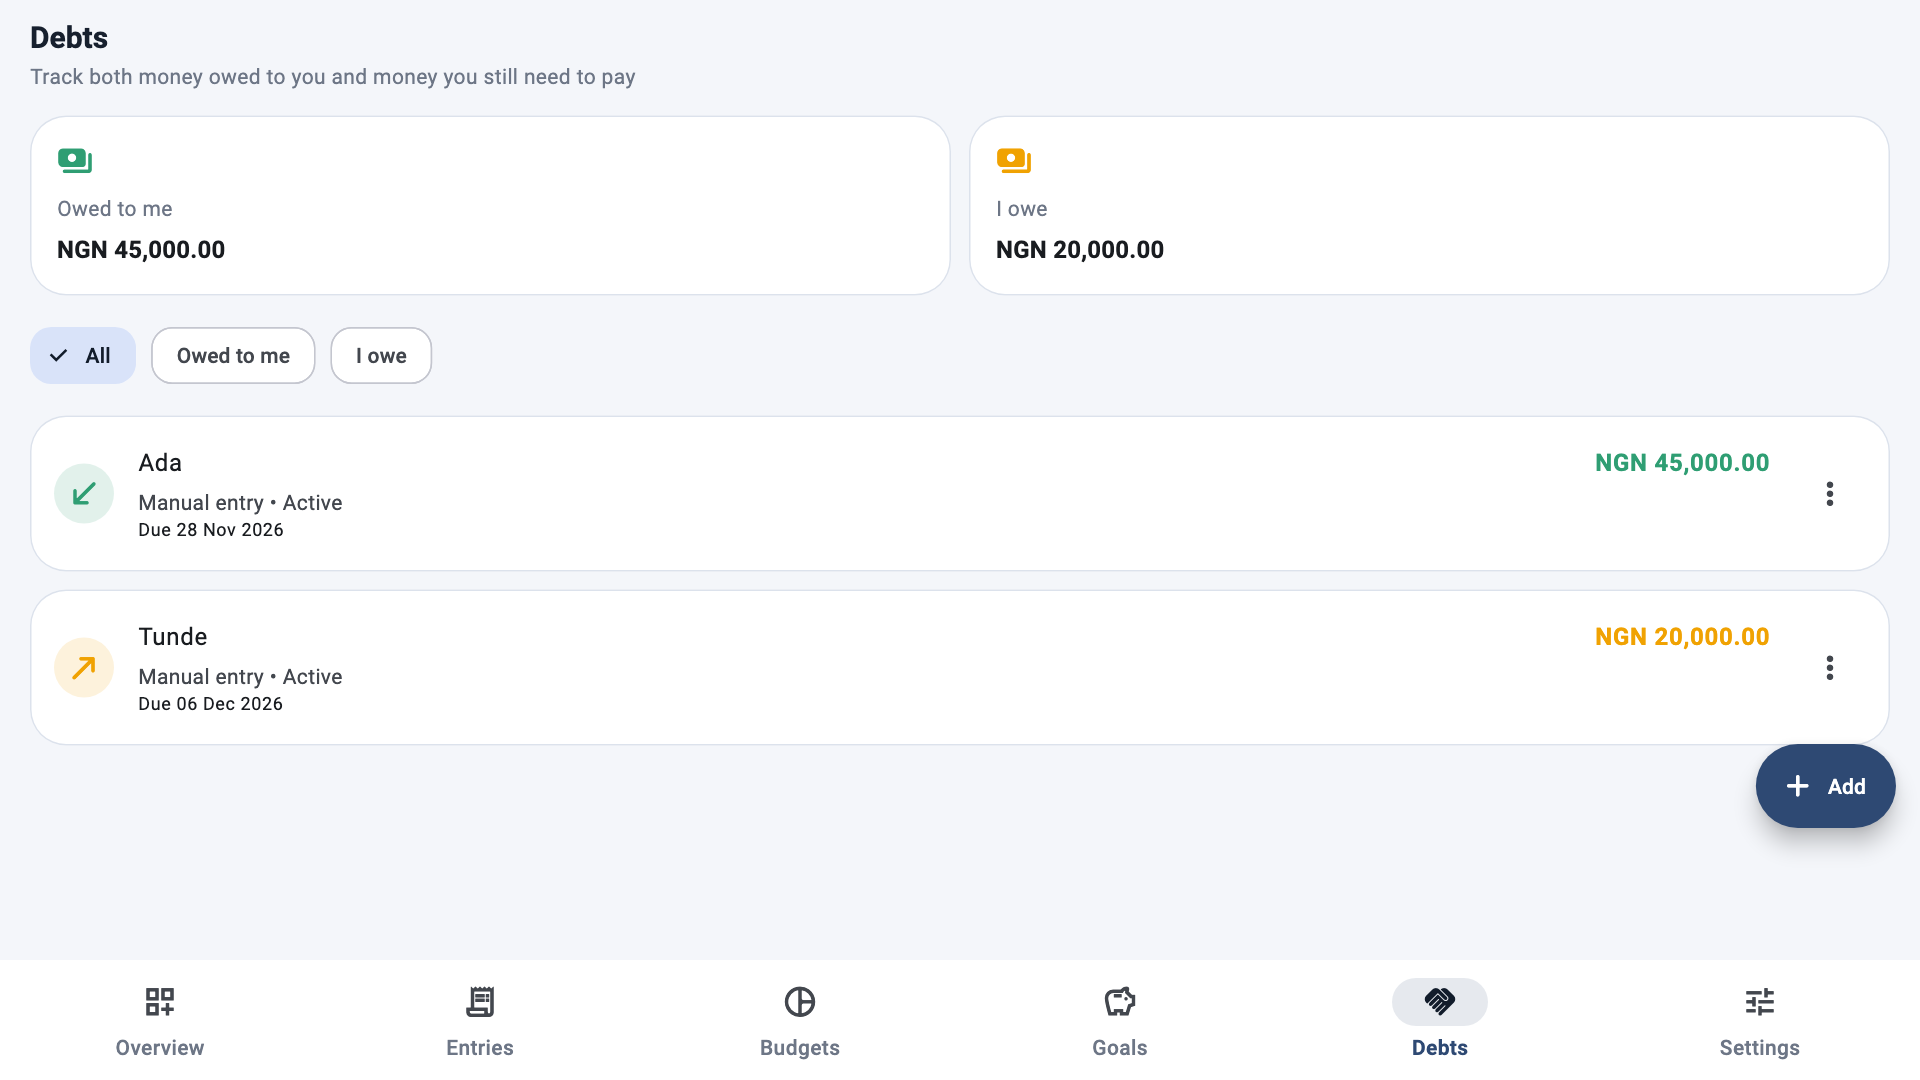 Debts
Track both money owed to you and money you still need to pay
Owed to me
NGN 45,000.00
I owe
NGN 20,000.00
All
Owed to me
I owe
Ada
NGN 45,000.00
Manual entry • Active
Due 28 Nov 2026
Tunde
NGN 20,000.00
Manual entry • Active
Due 06 Dec 2026
Add
Overview
Entries
Budgets
Goals
Debts
Settings